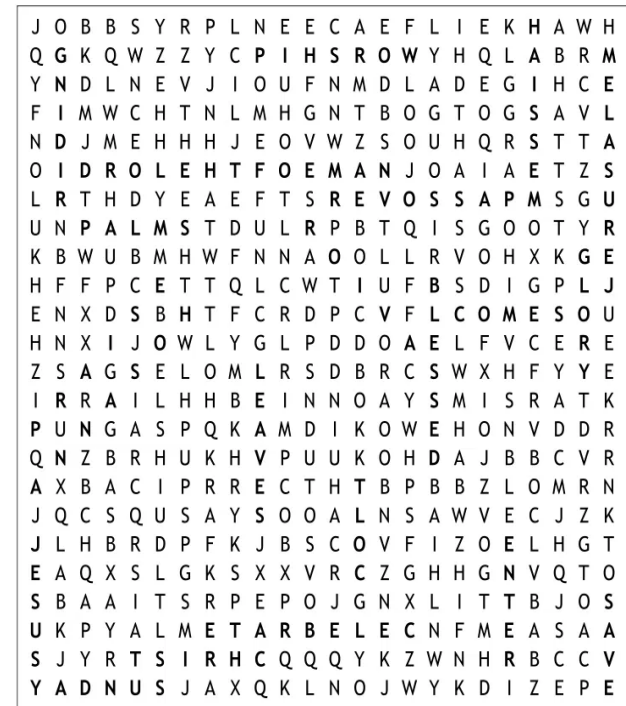 J O B B S Y R P L N E E C A E F L I E K H A W H
Q G K Q W Z Z Y C P I H S R O W Y H Q L A B R M
Y N D L N E V J I O U F N M D L A D E G I H C E
F I M W C H T N L M H G N T B O G T O G S A V L
N D J M E H H H J E O V W Z S O U H Q R S T T A
O I D R O L E H T F O E M A N J O A I A E T Z S
L R T H D Y E A E F T S R E V O S S A P M S G U
U N P A L M S T D U L R P B T Q I S G O O T Y R
K B W U B M H W F N N A O O L L R V O H X K G E
H F F P C E T T Q L C W T I U F B S D I G P L J
E N X D S B H T F C R D P C V F L C O M E S O U
H N X I J O W L Y G L P D D O A E L F V C E R E
Z S A G S E L O M L R S D B R C S W X H F Y Y E
I R R A I L H H B E I N N O A Y S M I S R A T K
P U N G A S P Q K A M D I K O W E H O N V D D R
Q N Z B R H U K H V P U U K O H D A J B B C V R
A X B A C I P R R E C T H T B P B B Z L O M R N
J Q C S Q U S A Y S O O A L N S A W V E C J Z K
J L H B R D P F K J B S C O V F I Z O E L H G T
E A Q X S L G K S X X V R C Z G H H G N V Q T O
S B A A I T S R P E P O J G N X L I T T B J O S
U K P Y A L M E T A R B E L E C N F M E A S A A
S J Y R T S I R H C Q Q Q Y K Z W N H R B C C V
Y A D N U S J A X Q K L N O J W Y K D I Z E P E